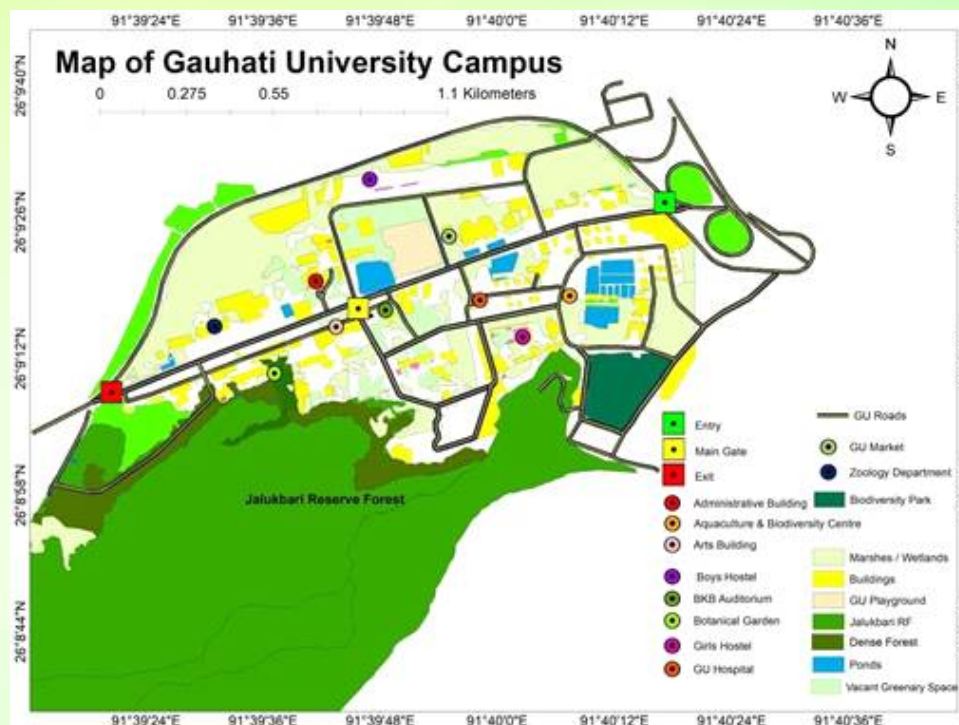 91°39'24"E 91°39'36"E 91°39'48"E 91°40'0"E 91°40'12"E 91°40'24"E 91°40'36"E
Map of Gauhati University Campus
0 0.275 0.55 1.1 Kilometers
N
W E
S
26°9'40"N
26°9'26"N
26°9'12"N
26°8'58"N
26°8'44"N
Jalukbari Reserve Forest
Entry
Main Gate
Exit
Administrative Building
Aquaculture & Biodiversity Centre
Arts Building
Boys Hostel
BKB Auditorium
Botanical Garden
Girls Hostel
GU Hospital
GU Roads
GU Market
Zoology Department
Biodiversity Park
Marshes / Wetlands
Buildings
GU Playground
Jalukbari RF
Dense Forest
Ponds
Vacant Greenary Space
91°39'24"E 91°39'36"E 91°39'48"E 91°40'0"E 91°40'12"E 91°40'24"E 91°40'36"E